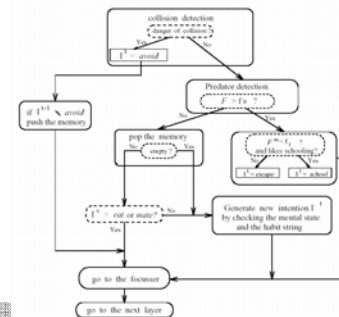 collision detection
danger of collision?
Yes
No
I^t = avoid
Predator detection
F > f0 ?
No
Yes
if I^t-1 ≠ avoid
push the memory
pop the memory
empty?
No
Yes
F^m < f1 ?
and likes schooling?
No
Yes
I^t = escape
I^t = school
= eat or mate?
No
Yes
Generate new intention I^t
by checking the mental state
and the habit string
go to the focusser
go to the next layer